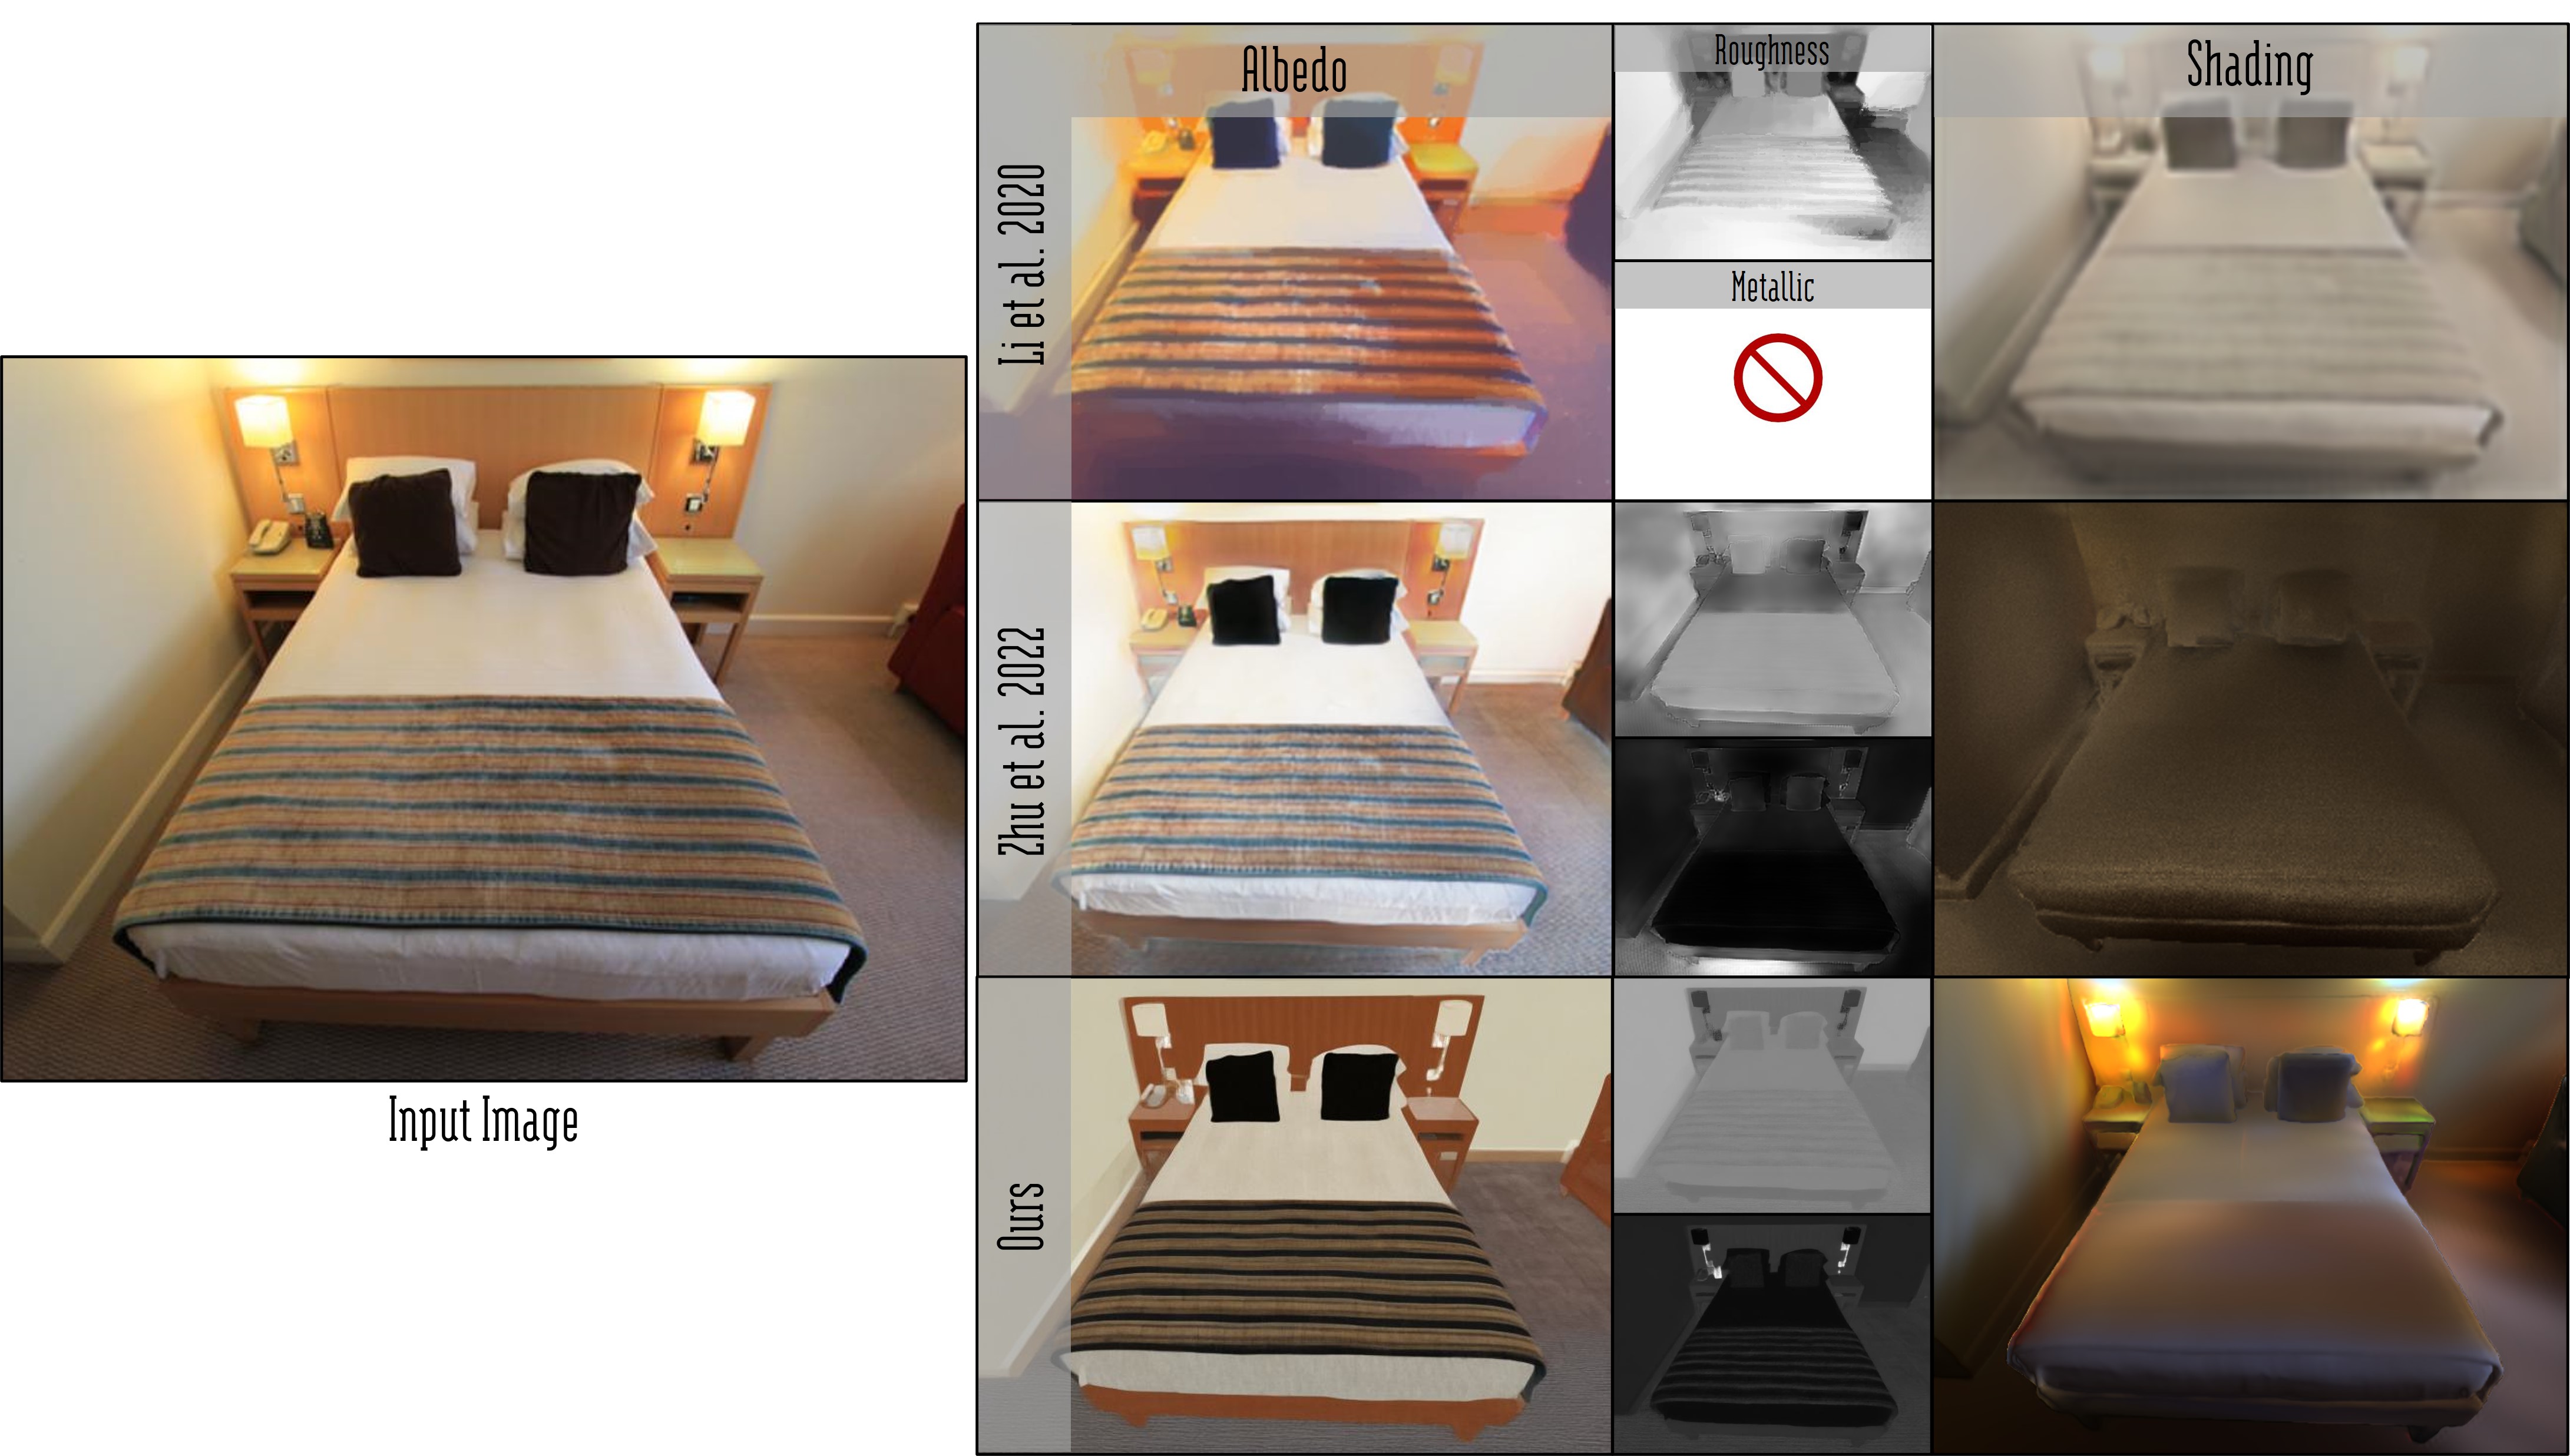 Input Image
Albedo
Roughness
Shading
Metallic
Li et al. 2020
Zhu et al. 2022
Ours